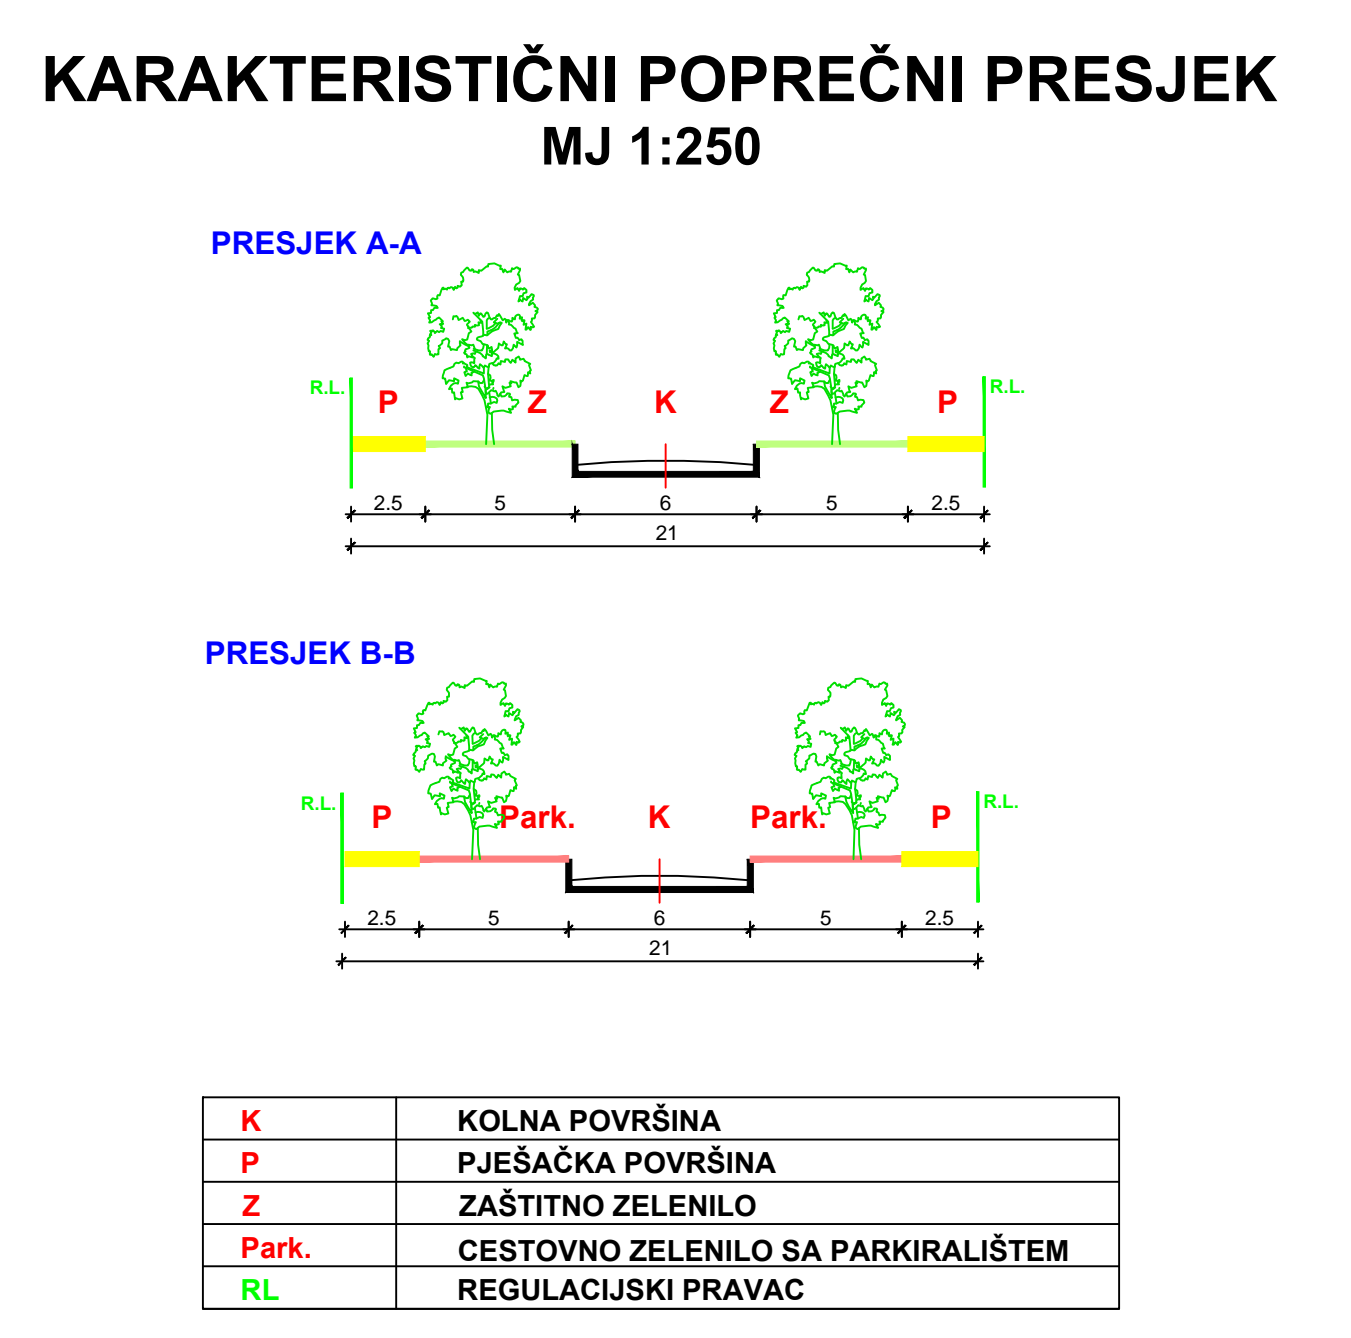 KARAKTERISTIČNI POPREČNI PRESJEK
MJ 1:250
PRESJEK A-A
R.L. P Z K Z P R.L.
2.5 5 6 5 2.5
21
PRESJEK B-B
R.L. P Park. K Park. P R.L.
2.5 5 6 5 2.5
21
K KOLNA POVRŠINA
P PJEŠAČKA POVRŠINA
Z ZAŠTITNO ZELENILO
Park. CESTOVNO ZELENILO SA PARKIRALIŠTEM
RL REGULACIJSKI PRAVAC